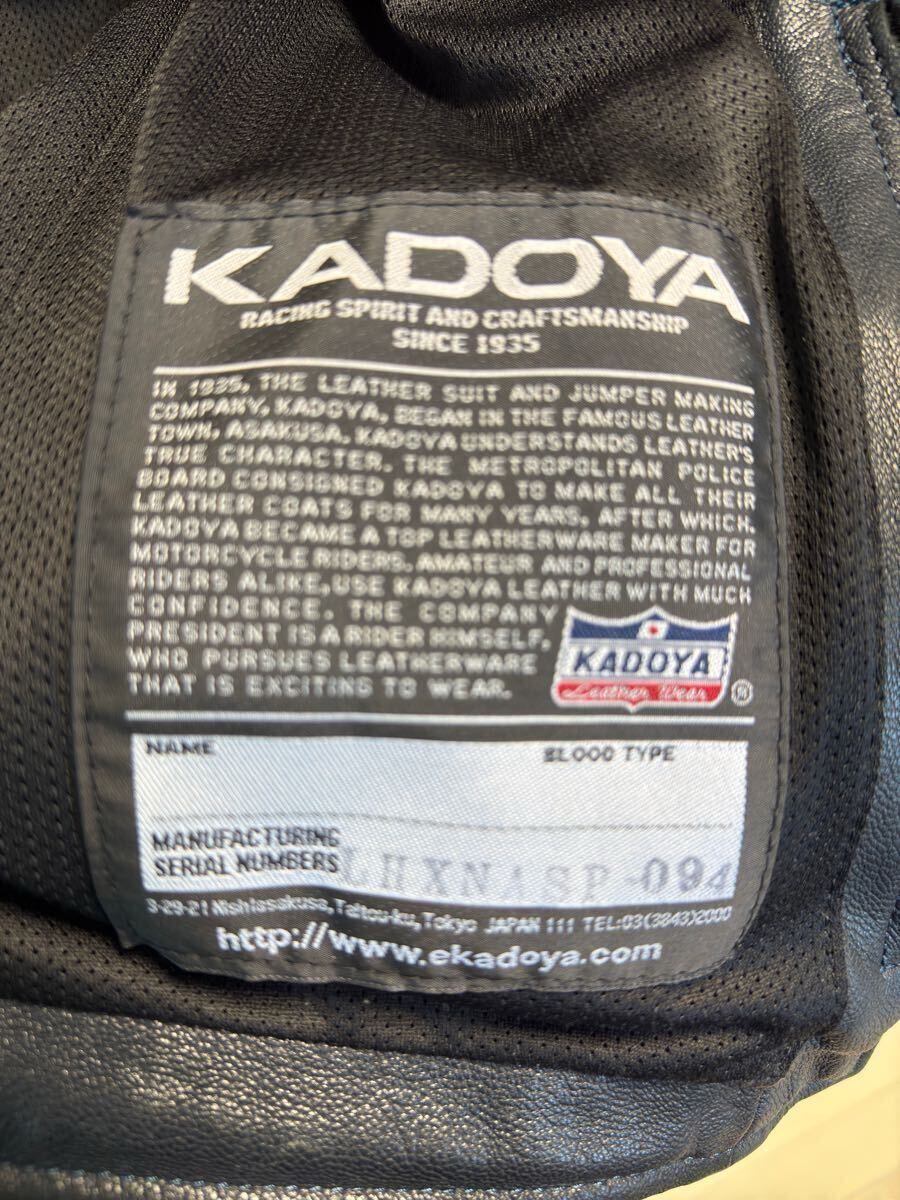 KADOYA
RACING SPIRIT AND CRAFTSMANSHIP
SINCE 1935
IN 1935, THE LEATHER SUIT AND JUMPER MAKING
COMPANY, KADOYA, BEGAN IN THE FAMOUS LEATHER
TOWN, ASAKUSA. KADOYA UNDERSTANDS LEATHER'S
TRUE CHARACTER. THE METROPOLITAN POLICE
BOARD CONSIGNED KADOYA TO MAKE ALL THEIR
LEATHER COATS FOR MANY YEARS, AFTER WHICH,
KADOYA BECAME A TOP LEATHERWARE MAKER FOR
MOTORCYCLE RIDERS. AMATEUR AND PROFESSIONAL
RIDERS ALIKE, USE KADOYA LEATHER WITH MUCH
CONFIDENCE. THE COMPANY
PRESIDENT IS A RIDER HIMSELF,
WHO PURSUES LEATHERWARE
THAT IS EXCITING TO WEAR.
KADOYA
Leather Wear ®
NAME BLOOD TYPE
MANUFACTURING
SERIAL NUMBERS LHXNASP-094
3-29-21 Nishiasakusa, Taitou-ku, Tokyo JAPAN 111 TEL:03(3843)2000
http://www.ekadoya.com